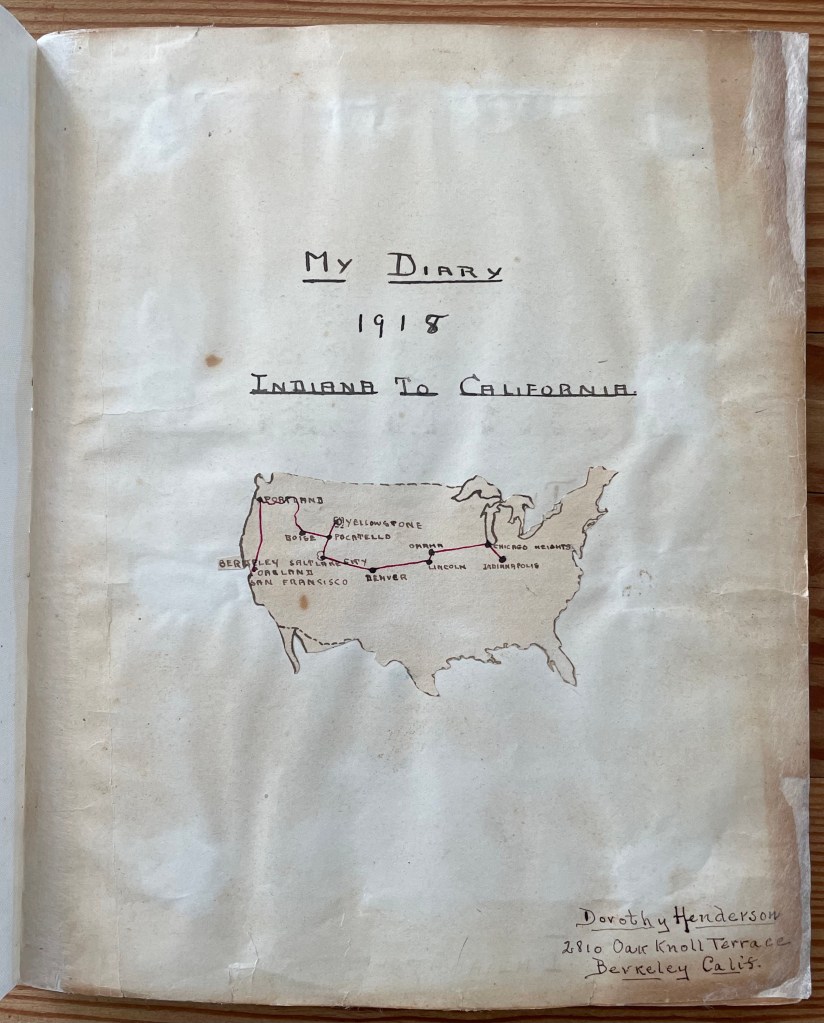 MY DIARY
1918
INDIANA TO CALIFORNIA.
PORTLAND
YELLOWSTONE
BOISE
POCATELLO
OMAHA
CHICAGO HEIGHTS
BERKELEY
SALT LAKE CITY
LINCOLN
INDIANAPOLIS
OAKLAND
DENVER
SAN FRANSISCO
Dorothy Henderson
2810 Oak Knoll Terrace
Berkeley Calif.